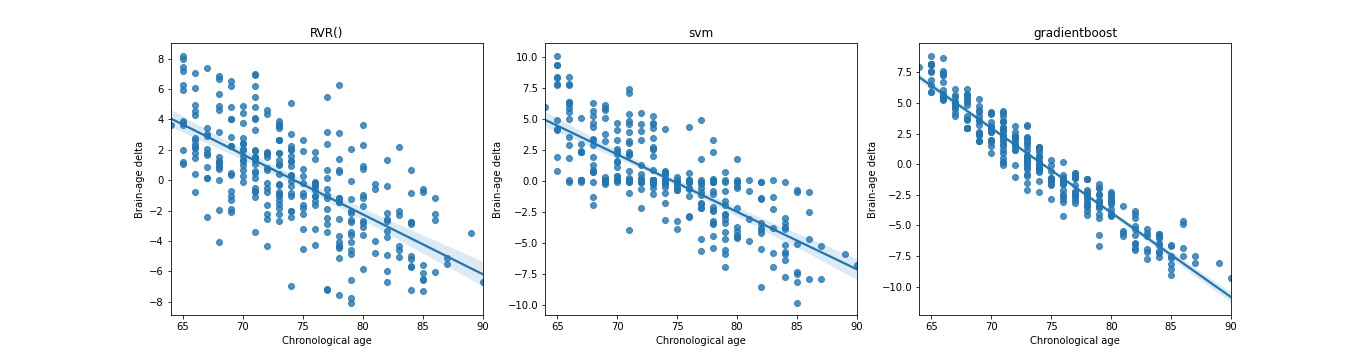 RVR()
8
6
4
2
0
−2
−4
−6
−8
Brain-age delta
65 70 75 80 85 90
Chronological age
svm
10.0
7.5
5.0
2.5
0.0
−2.5
−5.0
−7.5
−10.0
Brain-age delta
65 70 75 80 85 90
Chronological age
gradientboost
7.5
5.0
2.5
0.0
−2.5
−5.0
−7.5
−10.0
Brain-age delta
65 70 75 80 85 90
Chronological age